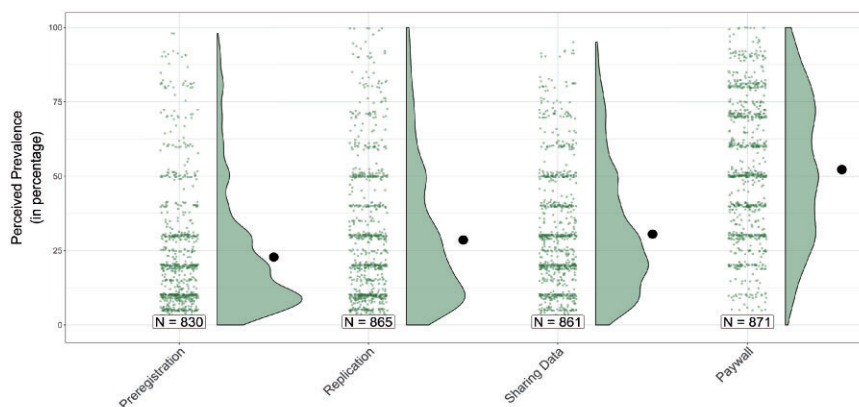 Perceived Prevalence
(in percentage)
100
75
50
25
0
N = 830
N = 865
N = 861
N = 871
Preregistration
Replication
Sharing Data
Paywall